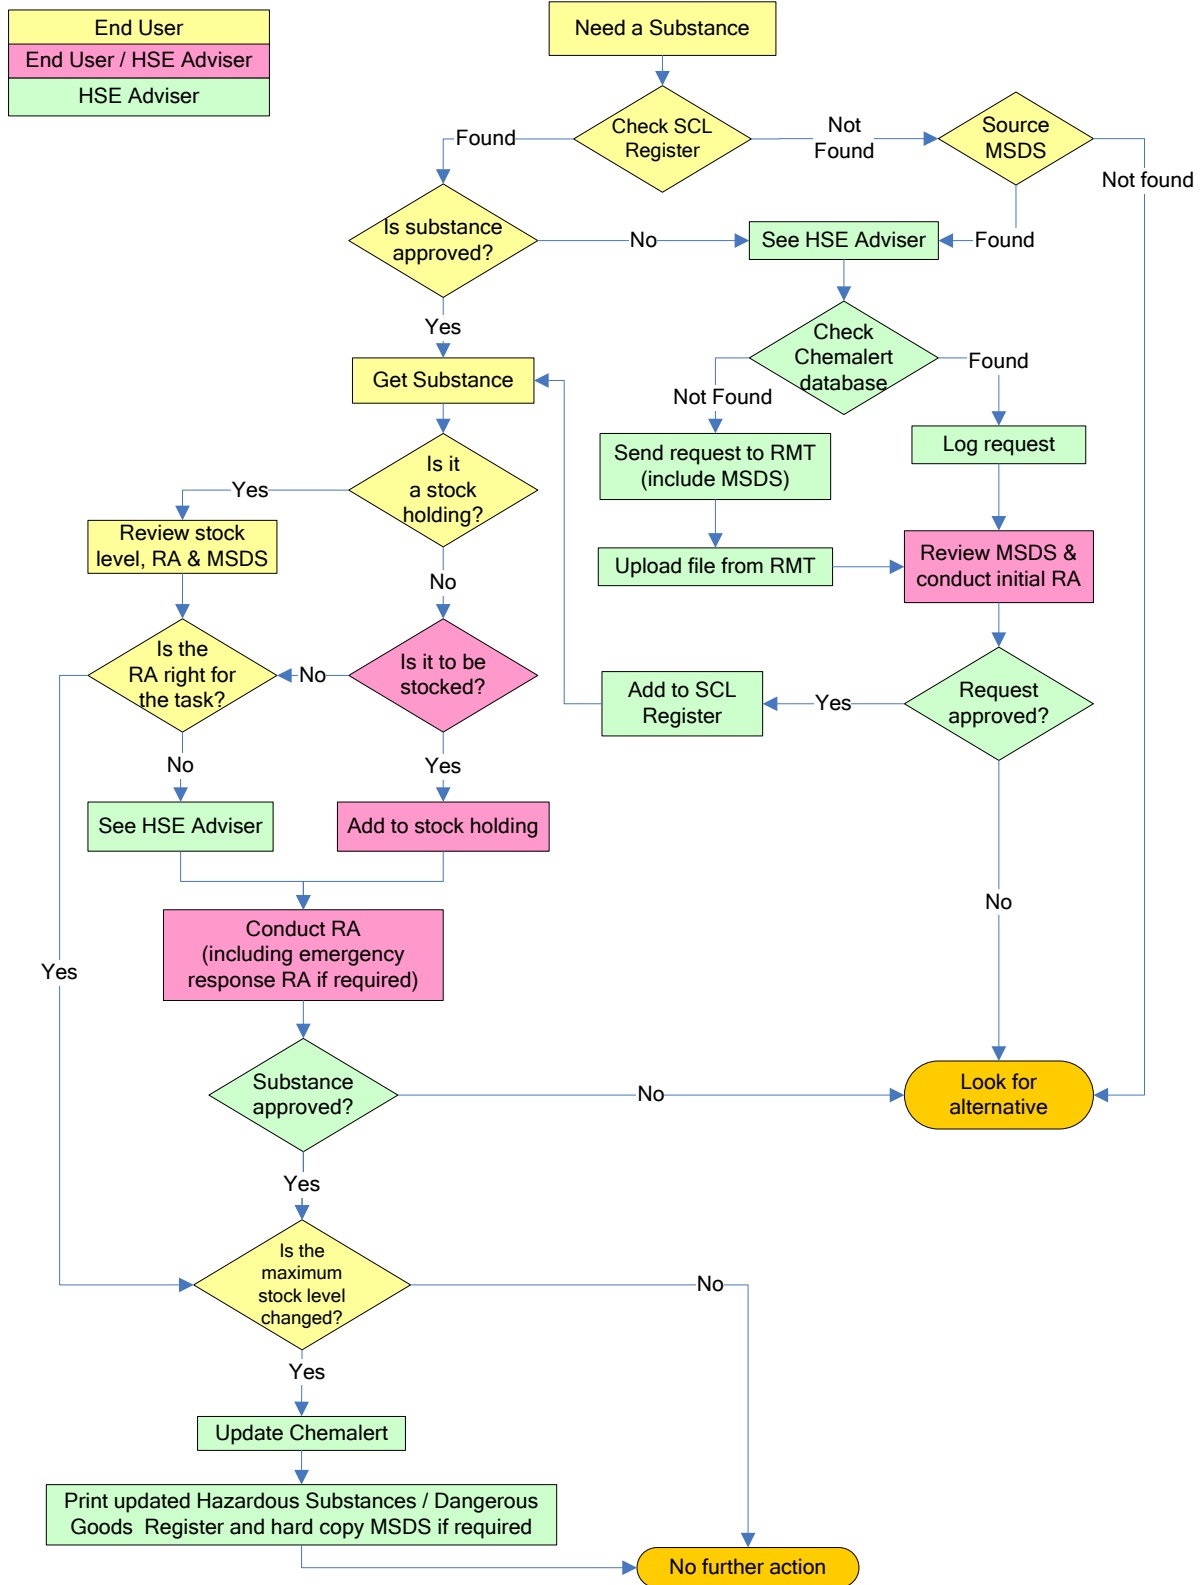 End User
End User / HSE Adviser
HSE Adviser
Need a Substance
Check SCL
Register
Found
Not
Found
Source
MSDS
Not found
Found
Is substance
approved?
No
See HSE Adviser
Yes
Check
Chemalert
database
Get Substance
Not Found
Found
Send request to RMT
(include MSDS)
Log request
Is it
a stock
holding?
Yes
Review stock
level, RA & MSDS
Upload file from RMT
Review MSDS &
conduct initial RA
No
Is the
RA right for
the task?
No
Is it to be
stocked?
Add to SCL
Register
Yes
Request
approved?
No
Yes
See HSE Adviser
Add to stock holding
No
Conduct RA
(including emergency
response RA if required)
Yes
Substance
approved?
No
Look for
alternative
Yes
Is the
maximum
stock level
changed?
No
Yes
Update Chemalert
Print updated Hazardous Substances / Dangerous
Goods Register and hard copy MSDS if required
No further action